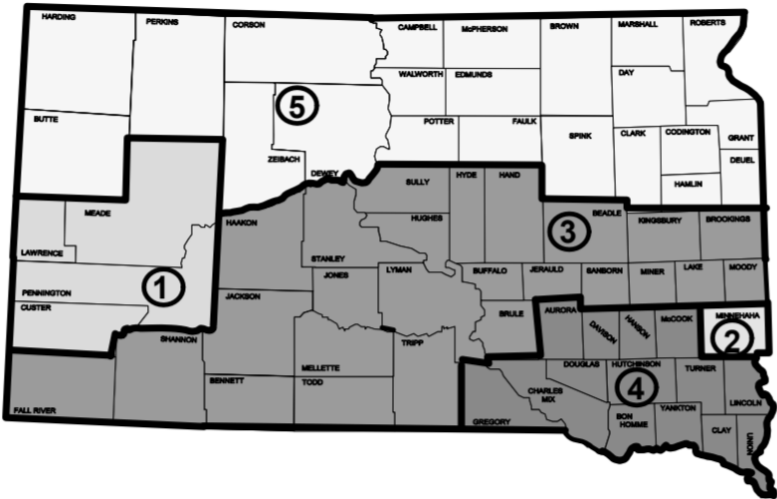 HARDING
PERKINS
CORSON
CAMPBELL
McPHERSON
BROWN
MARSHALL
ROBERTS
WALWORTH
EDMUNDS
DAY
5
BUTTE
POTTER
FAULK
SPINK
CLARK
CODINGTON
GRANT
ZEIBACH
DEWEY
DEUEL
HAMLIN
SULLY
HYDE
HAND
MEADE
HAAKON
HUGHES
BEADLE
KINGSBURY
BROOKINGS
3
LAWRENCE
STANLEY
PENNINGTON
1
JONES
LYMAN
BUFFALO
JERAULD
SANBORN
MINER
LAKE
MOODY
CUSTER
JACKSON
BRULE
AURORA
DAVISON
HANSON
McCOOK
MINNEHAHA
2
SHANNON
TRIPP
MELLETTE
DOUGLAS
HUTCHINSON
TURNER
BENNETT
TODD
4
CHARLES
MIX
LINCOLN
FALL RIVER
GREGORY
BON
HOMME
YANKTON
CLAY
UNION